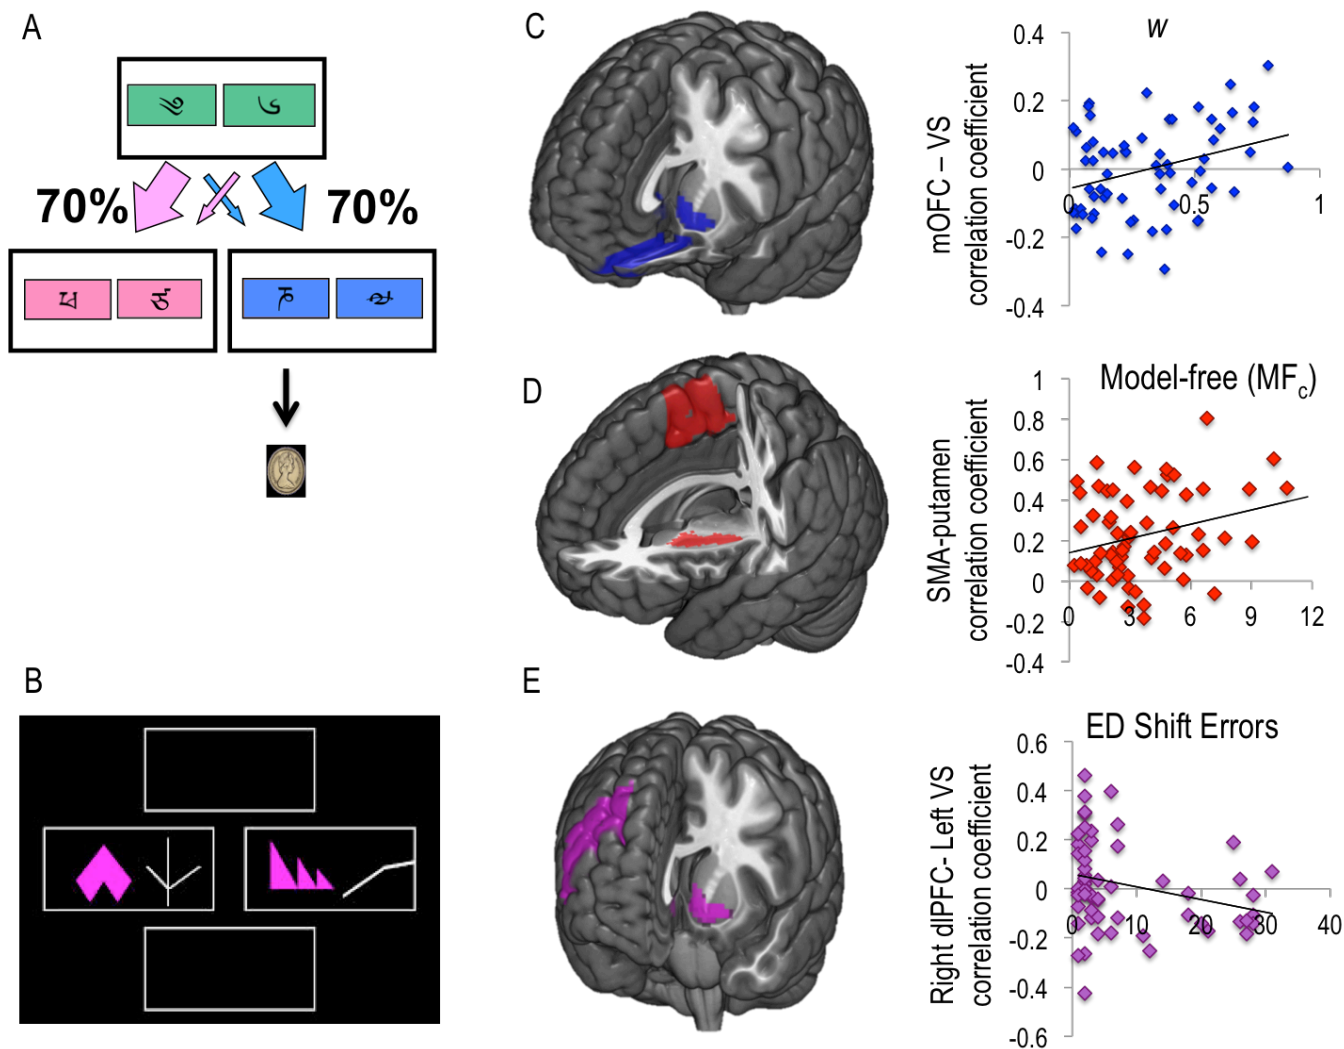 A
70%
70%
B
C
w
mOFC – VS
correlation coefficient
0.4
0.2
0
-0.2
-0.4
0
0.5
1
D
Model-free (MFc)
SMA-putamen
correlation coefficient
1
0.8
0.6
0.4
0.2
0
-0.2
-0.4
0
3
6
9
12
E
ED Shift Errors
Right dlPFC- Left VS
correlation coefficient
0.6
0.4
0.2
0
-0.2
-0.4
-0.6
0
10
20
30
40